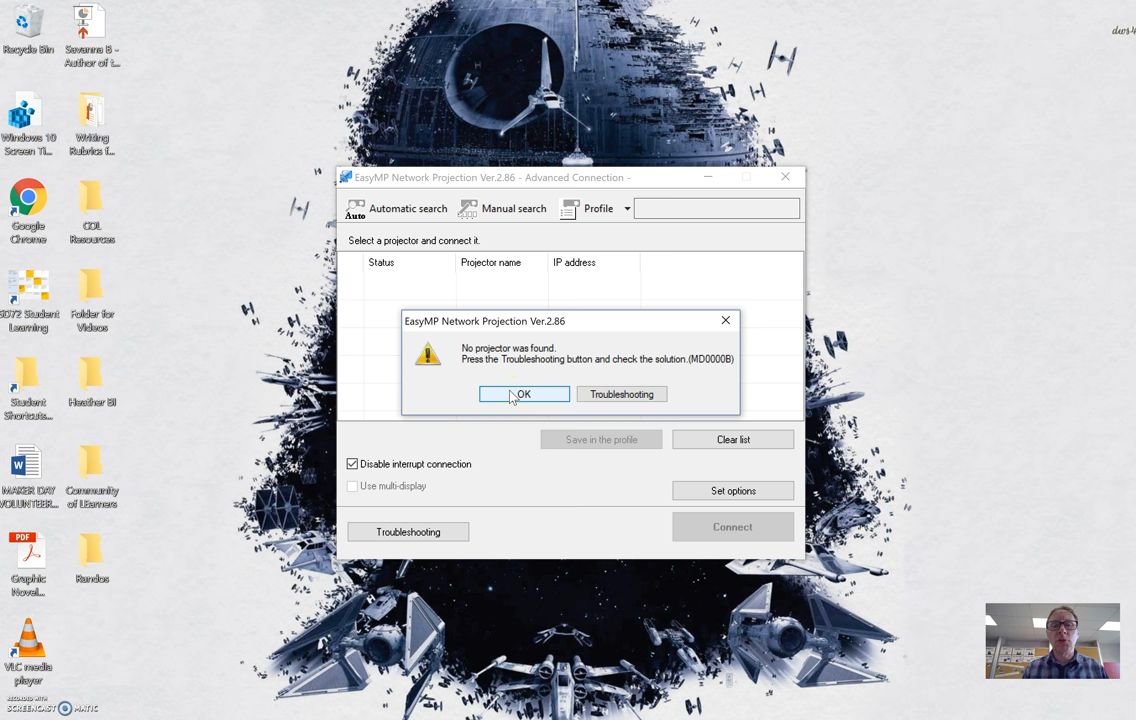 Recycle Bin
Savanna B -
Author of t...
Windows 10
Screen Ti...
Writing
Rubrics f...
Google
Chrome
COL
Resources
SD72 Student
Learning
Folder for
Videos
Student
Shortcuts...
Heather BI
MAKER DAY
VOLUNTEER...
Community
of LEarners
PDF
Graphic
Novel...
Randos
VLC media
player
RECORDED WITH
SCREENCAST MATIC
EasyMP Network Projection Ver.2.86 - Advanced Connection -
Auto Automatic search Manual search Profile
Select a projector and connect it.
Status Projector name IP address
EasyMP Network Projection Ver.2.86
No projector was found.
Press the Troubleshooting button and check the solution.(MD0000B)
OK Troubleshooting
Save in the profile Clear list
Disable interrupt connection
Use multi-display
Set options
Troubleshooting Connect